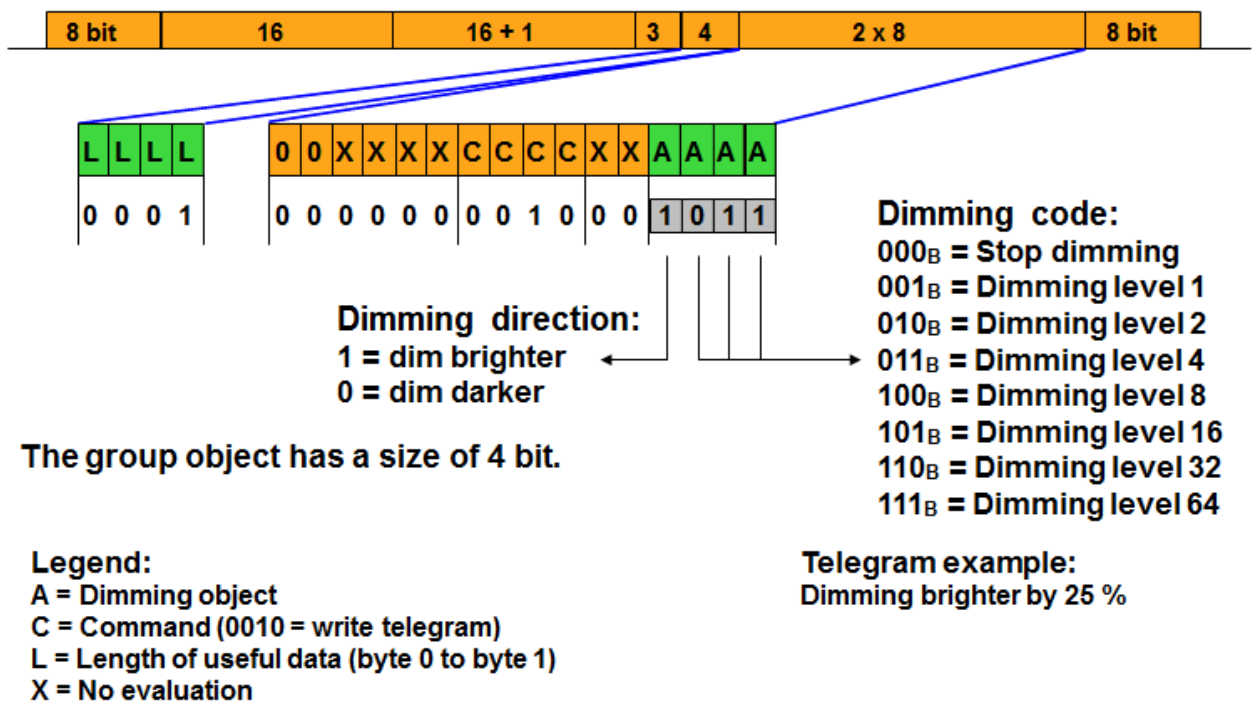 8 bit 16 16 + 1 3 4 2 x 8 8 bit
L L L L 0 0 X X X X C C C C X X A A A A
0 0 0 1 0 0 0 0 0 0 0 0 1 0 0 0 1 0 1 1
Dimming code:
000B = Stop dimming
001B = Dimming level 1
010B = Dimming level 2
011B = Dimming level 4
100B = Dimming level 8
101B = Dimming level 16
110B = Dimming level 32
111B = Dimming level 64
Dimming direction:
1 = dim brighter
0 = dim darker
The group object has a size of 4 bit.
Legend:
A = Dimming object
C = Command (0010 = write telegram)
L = Length of useful data (byte 0 to byte 1)
X = No evaluation
Telegram example:
Dimming brighter by 25 %